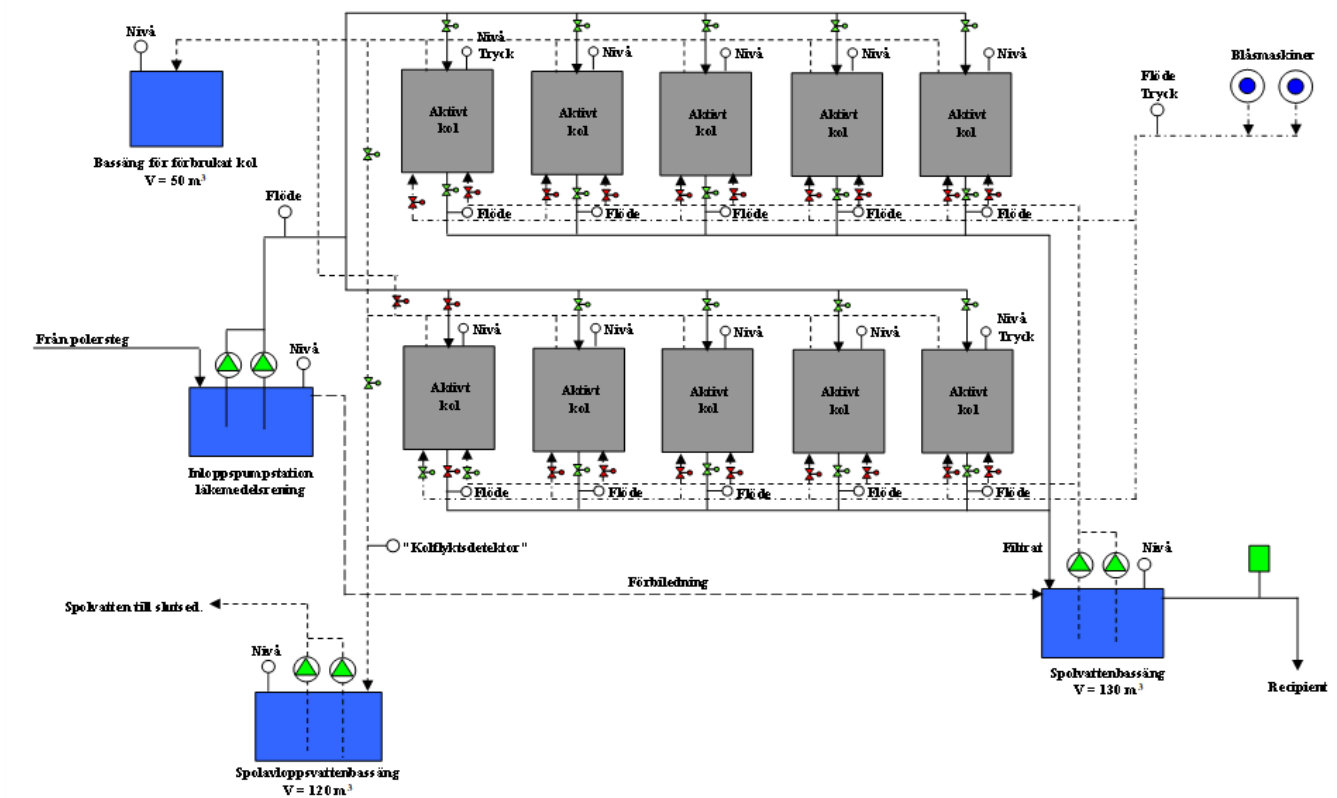 Nivå
Bassäng för förbrukat kol
V = 50 m³
Flöde
Från polersteg
Nivå
Inloppspumpstation
läkemedelsrening
Nivå
Tryck
Nivå
Nivå
Nivå
Nivå
Aktivt
kol
Aktivt
kol
Aktivt
kol
Aktivt
kol
Aktivt
kol
Flöde
Flöde
Flöde
Flöde
Flöde
Flöde
Tryck
Blåsmaskiner
Nivå
Nivå
Nivå
Nivå
Nivå
Tryck
Aktivt
kol
Aktivt
kol
Aktivt
kol
Aktivt
kol
Aktivt
kol
Flöde
Flöde
Flöde
Flöde
Flöde
"Kolflyktsdetektor"
Filtrat
Nivå
Förbiledning
Spolvatten till slutsed.
Nivå
Spolavloppsvattenbassäng
V = 120 m³
Spolvattenbassäng
V = 130 m³
Recipient